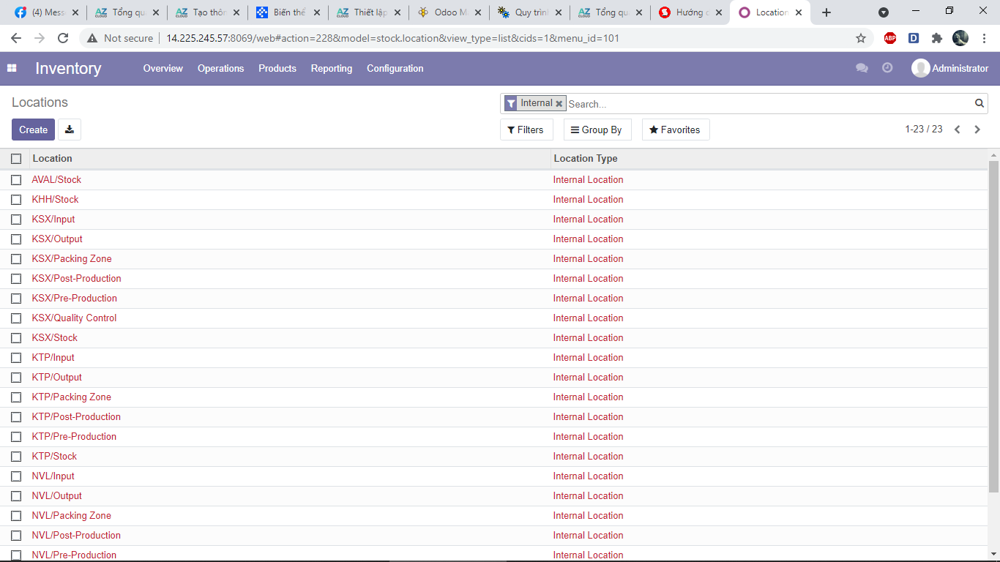 (4) Mess
Tổng qu
Tạo thôn
Biến thể
Thiết lập
Odoo M
Quy trìn
Tổng qu
Hướng
Location
Not secure
14.225.245.57:8069/web#action=228&model=stock.location&view_type=list&cids=1&menu_id=101
ABP
Inventory
Overview
Operations
Products
Reporting
Configuration
Administrator
Locations
Internal
Search...
Create
Filters
Group By
Favorites
1-23 / 23
Location Location Type
AVAL/Stock Internal Location
KHH/Stock Internal Location
KSX/Input Internal Location
KSX/Output Internal Location
KSX/Packing Zone Internal Location
KSX/Post-Production Internal Location
KSX/Pre-Production Internal Location
KSX/Quality Control Internal Location
KSX/Stock Internal Location
KTP/Input Internal Location
KTP/Output Internal Location
KTP/Packing Zone Internal Location
KTP/Post-Production Internal Location
KTP/Pre-Production Internal Location
KTP/Stock Internal Location
NVL/Input Internal Location
NVL/Output Internal Location
NVL/Packing Zone Internal Location
NVL/Post-Production Internal Location
NVL/Pre-Production Internal Location